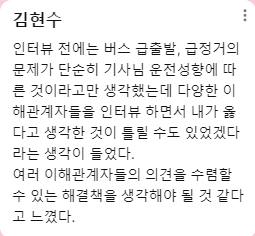 김현수
인터뷰 전에는 버스 급출발, 급정거의
문제가 단순히 기사님 운전성향에 따
른 것이라고만 생각했는데 다양한 이
해관계자들을 인터뷰 하면서 내가 옳
다고 생각한 것이 틀릴 수도 있었겠다
라는 생각이 들었다.
여러 이해관계자들의 의견을 수렴할
수 있는 해결책을 생각해야 될 것 같다
고 느꼈다.